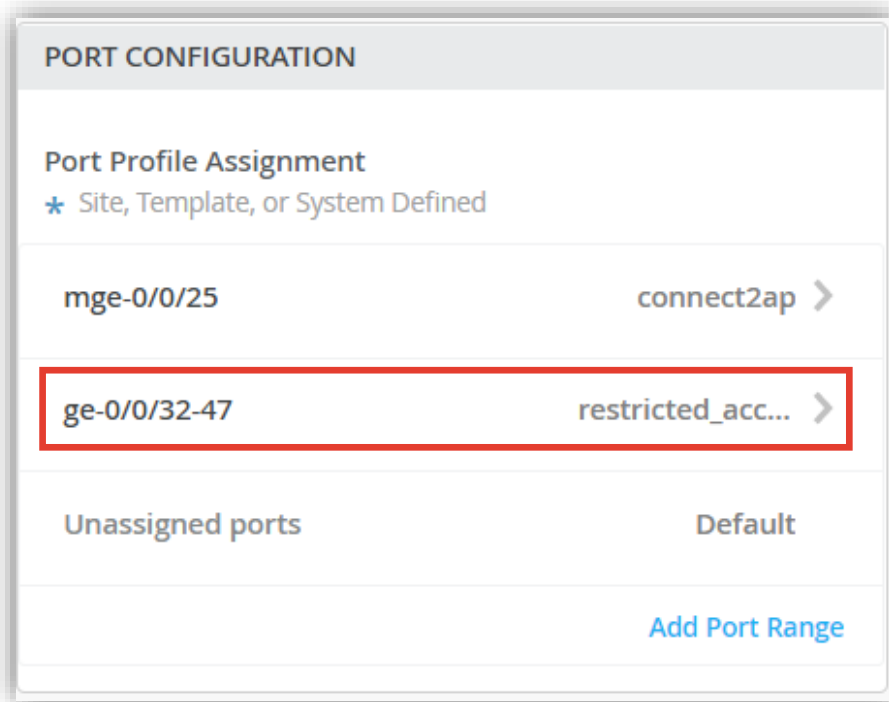 PORT CONFIGURATION
Port Profile Assignment
* Site, Template, or System Defined
mge-0/0/25 connect2ap
ge-0/0/32-47 restricted_acc...
Unassigned ports Default
Add Port Range